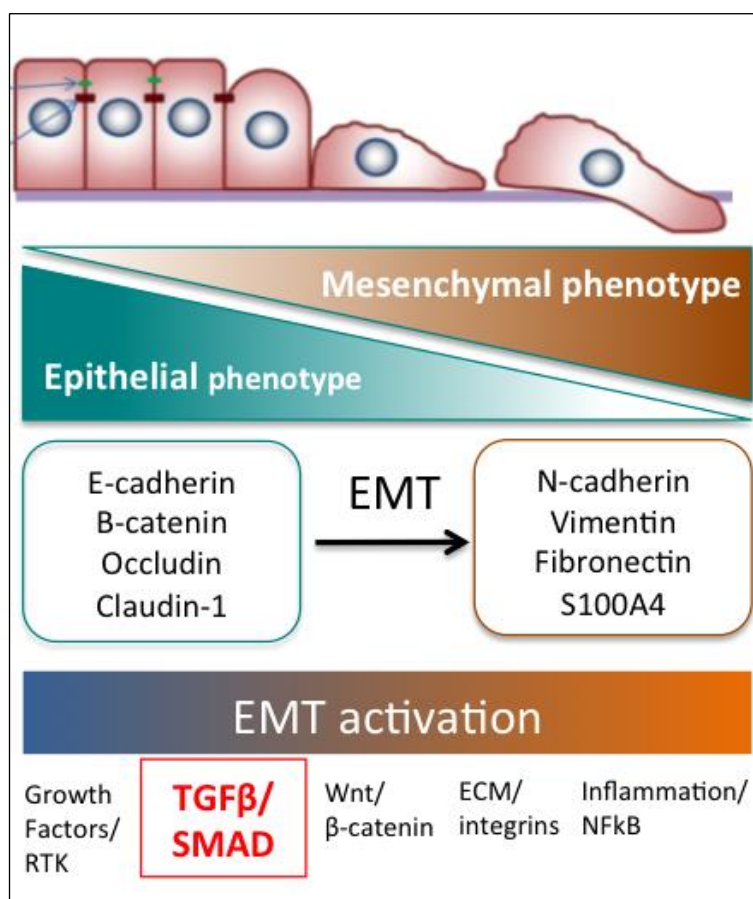 Mesenchymal phenotype
Epithelial phenotype
E-cadherin
B-catenin
Occludin
Claudin-1
EMT
N-cadherin
Vimentin
Fibronectin
S100A4
EMT activation
Growth
Factors/
RTK
TGFβ/
SMAD
Wnt/
β-catenin
ECM/
integrins
Inflammation/
NFkB